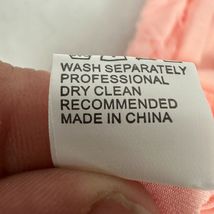 WASH SEPARATELY
PROFESSIONAL
DRY CLEAN
RECOMMENDED
MADE IN CHINA